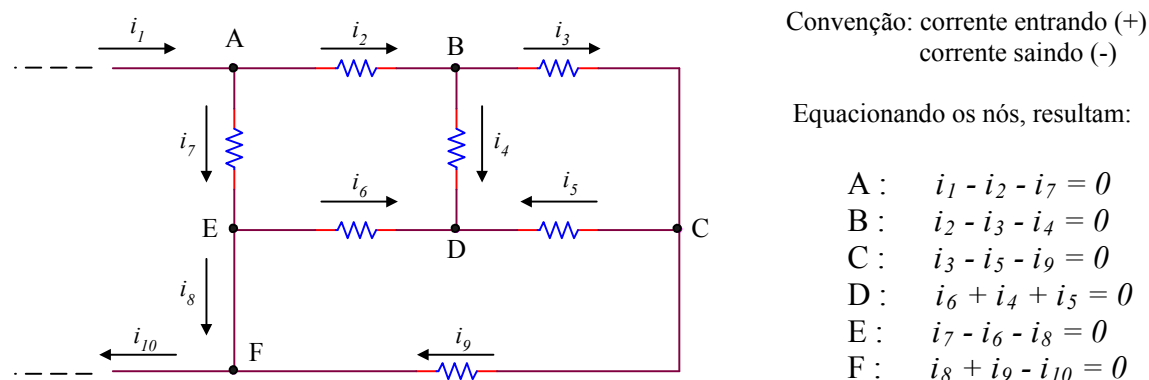 i1 A i2 B i3
i7 i4
i6 i5
E D C
i8
i10 F i9
Convenção: corrente entrando (+)
corrente saindo (-)
Equacionando os nós, resultam:
A : i1 - i2 - i7 = 0
B : i2 - i3 - i4 = 0
C : i3 - i5 - i9 = 0
D : i6 + i4 + i5 = 0
E : i7 - i6 - i8 = 0
F : i8 + i9 - i10 = 0